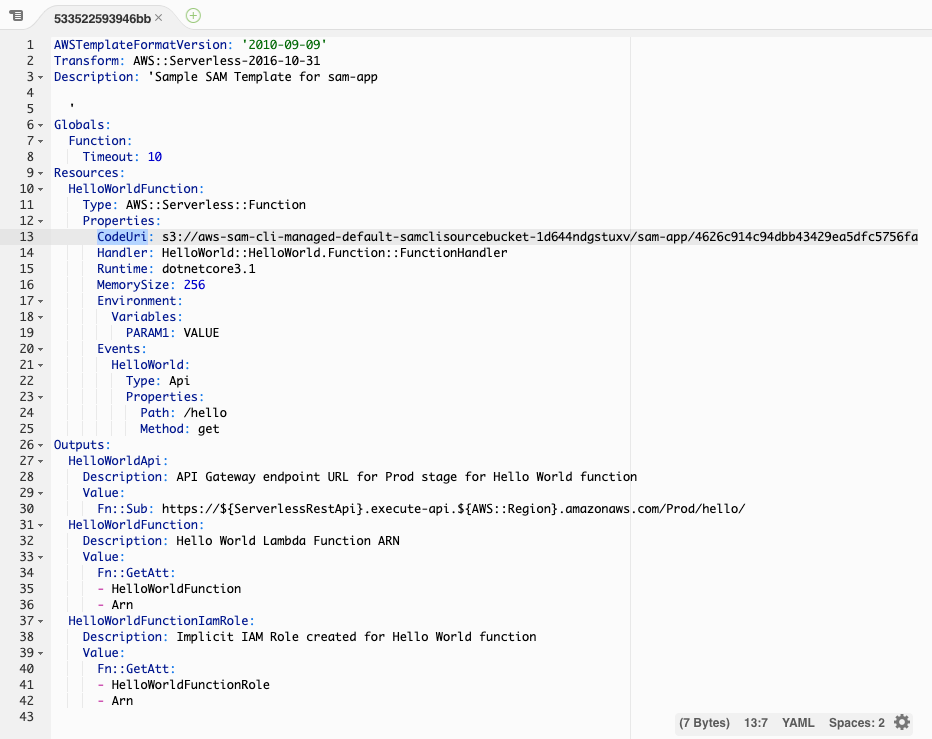 533522593946bb
1 AWSTemplateFormatVersion: '2010-09-09'
2 Transform: AWS::Serverless-2016-10-31
3 Description: 'Sample SAM Template for sam-app
4
5   '
6 Globals:
7   Function:
8     Timeout: 10
9 Resources:
10   HelloWorldFunction:
11     Type: AWS::Serverless::Function
12     Properties:
13       CodeUri: s3://aws-sam-cli-managed-default-samclisourcebucket-1d644ndgstuxv/sam-app/4626c914c94dbb43429ea5dfc5756fa
14       Handler: HelloWorld::HelloWorld.Function::FunctionHandler
15       Runtime: dotnetcore3.1
16       MemorySize: 256
17       Environment:
18         Variables:
19           PARAM1: VALUE
20       Events:
21         HelloWorld:
22           Type: Api
23           Properties:
24             Path: /hello
25             Method: get
26 Outputs:
27   HelloWorldApi:
28     Description: API Gateway endpoint URL for Prod stage for Hello World function
29     Value:
30       Fn::Sub: https://${ServerlessRestApi}.execute-api.${AWS::Region}.amazonaws.com/Prod/hello/
31   HelloWorldFunction:
32     Description: Hello World Lambda Function ARN
33     Value:
34       Fn::GetAtt:
35       - HelloWorldFunction
36       - Arn
37   HelloWorldFunctionIamRole:
38     Description: Implicit IAM Role created for Hello World function
39     Value:
40       Fn::GetAtt:
41       - HelloWorldFunctionRole
42       - Arn
43
(7 Bytes) 13:7 YAML Spaces: 2